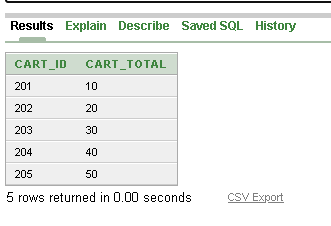 Results Explain Describe Saved SQL History
CART_ID CART_TOTAL
201 10
202 20
203 30
204 40
205 50
5 rows returned in 0.00 seconds CSV Export